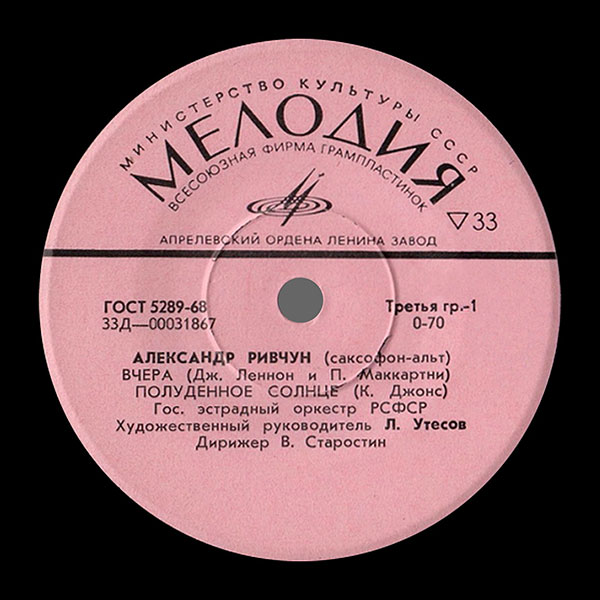 МИНИСТЕРСТВО КУЛЬТУРЫ СССР
МЕЛОДИЯ
ВСЕСОЮЗНАЯ ФИРМА ГРАМПЛАСТИНОК
▽33
АПРЕЛЕВСКИЙ ОРДЕНА ЛЕНИНА ЗАВОД
ГОСТ 5289-68 Третья гр.-1
33Д—00031867 0-70
АЛЕКСАНДР РИВЧУН (саксофон-альт)
ВЧЕРА (Дж. Леннон и П. Маккартни)
ПОЛУДЕННОЕ СОЛНЦЕ (К. Джонс)
Гос. эстрадный оркестр РСФСР
Художественный руководитель Л. Утесов
Дирижер В. Старостин